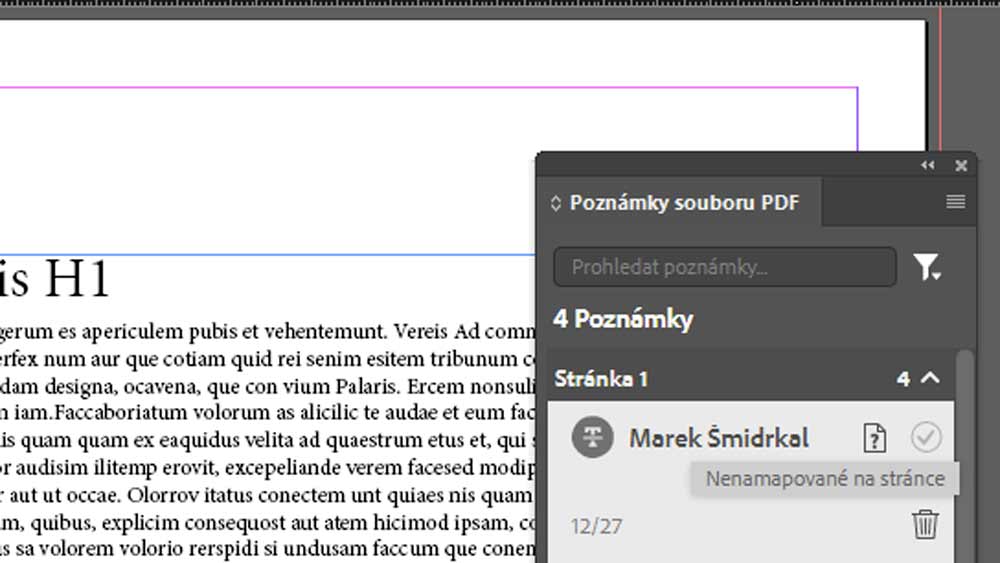 Poznámky souboru PDF
Prohledat poznámky...
4 Poznámky
is H1
gerum es apericulem pubis et vehentemunt. Vereis Ad comn
erfex num aur que cotiam quid rei senim esitem tribunum c
dam designa, ocavena, que con vium Palaris. Ercem nonsuli
n iam.Faccaboriatum volorum as alicilic te audae et eum fac
is quam quam ex eaquidus velita ad quaestrum etus et, qui s
or audisim ilitemp erovit, excepeliande verem facesed modip
r aut ut occae. Olorrov itatus conectem unt quiaes nis quam
ım, quibus, explicim consequost aut atem hicimod ipsam, co
us sa volorem volorio rerspidi si undusam faccum que conem
Stránka 1 4
Marek Šmidrkal
Nenamapované na stránce
12/27